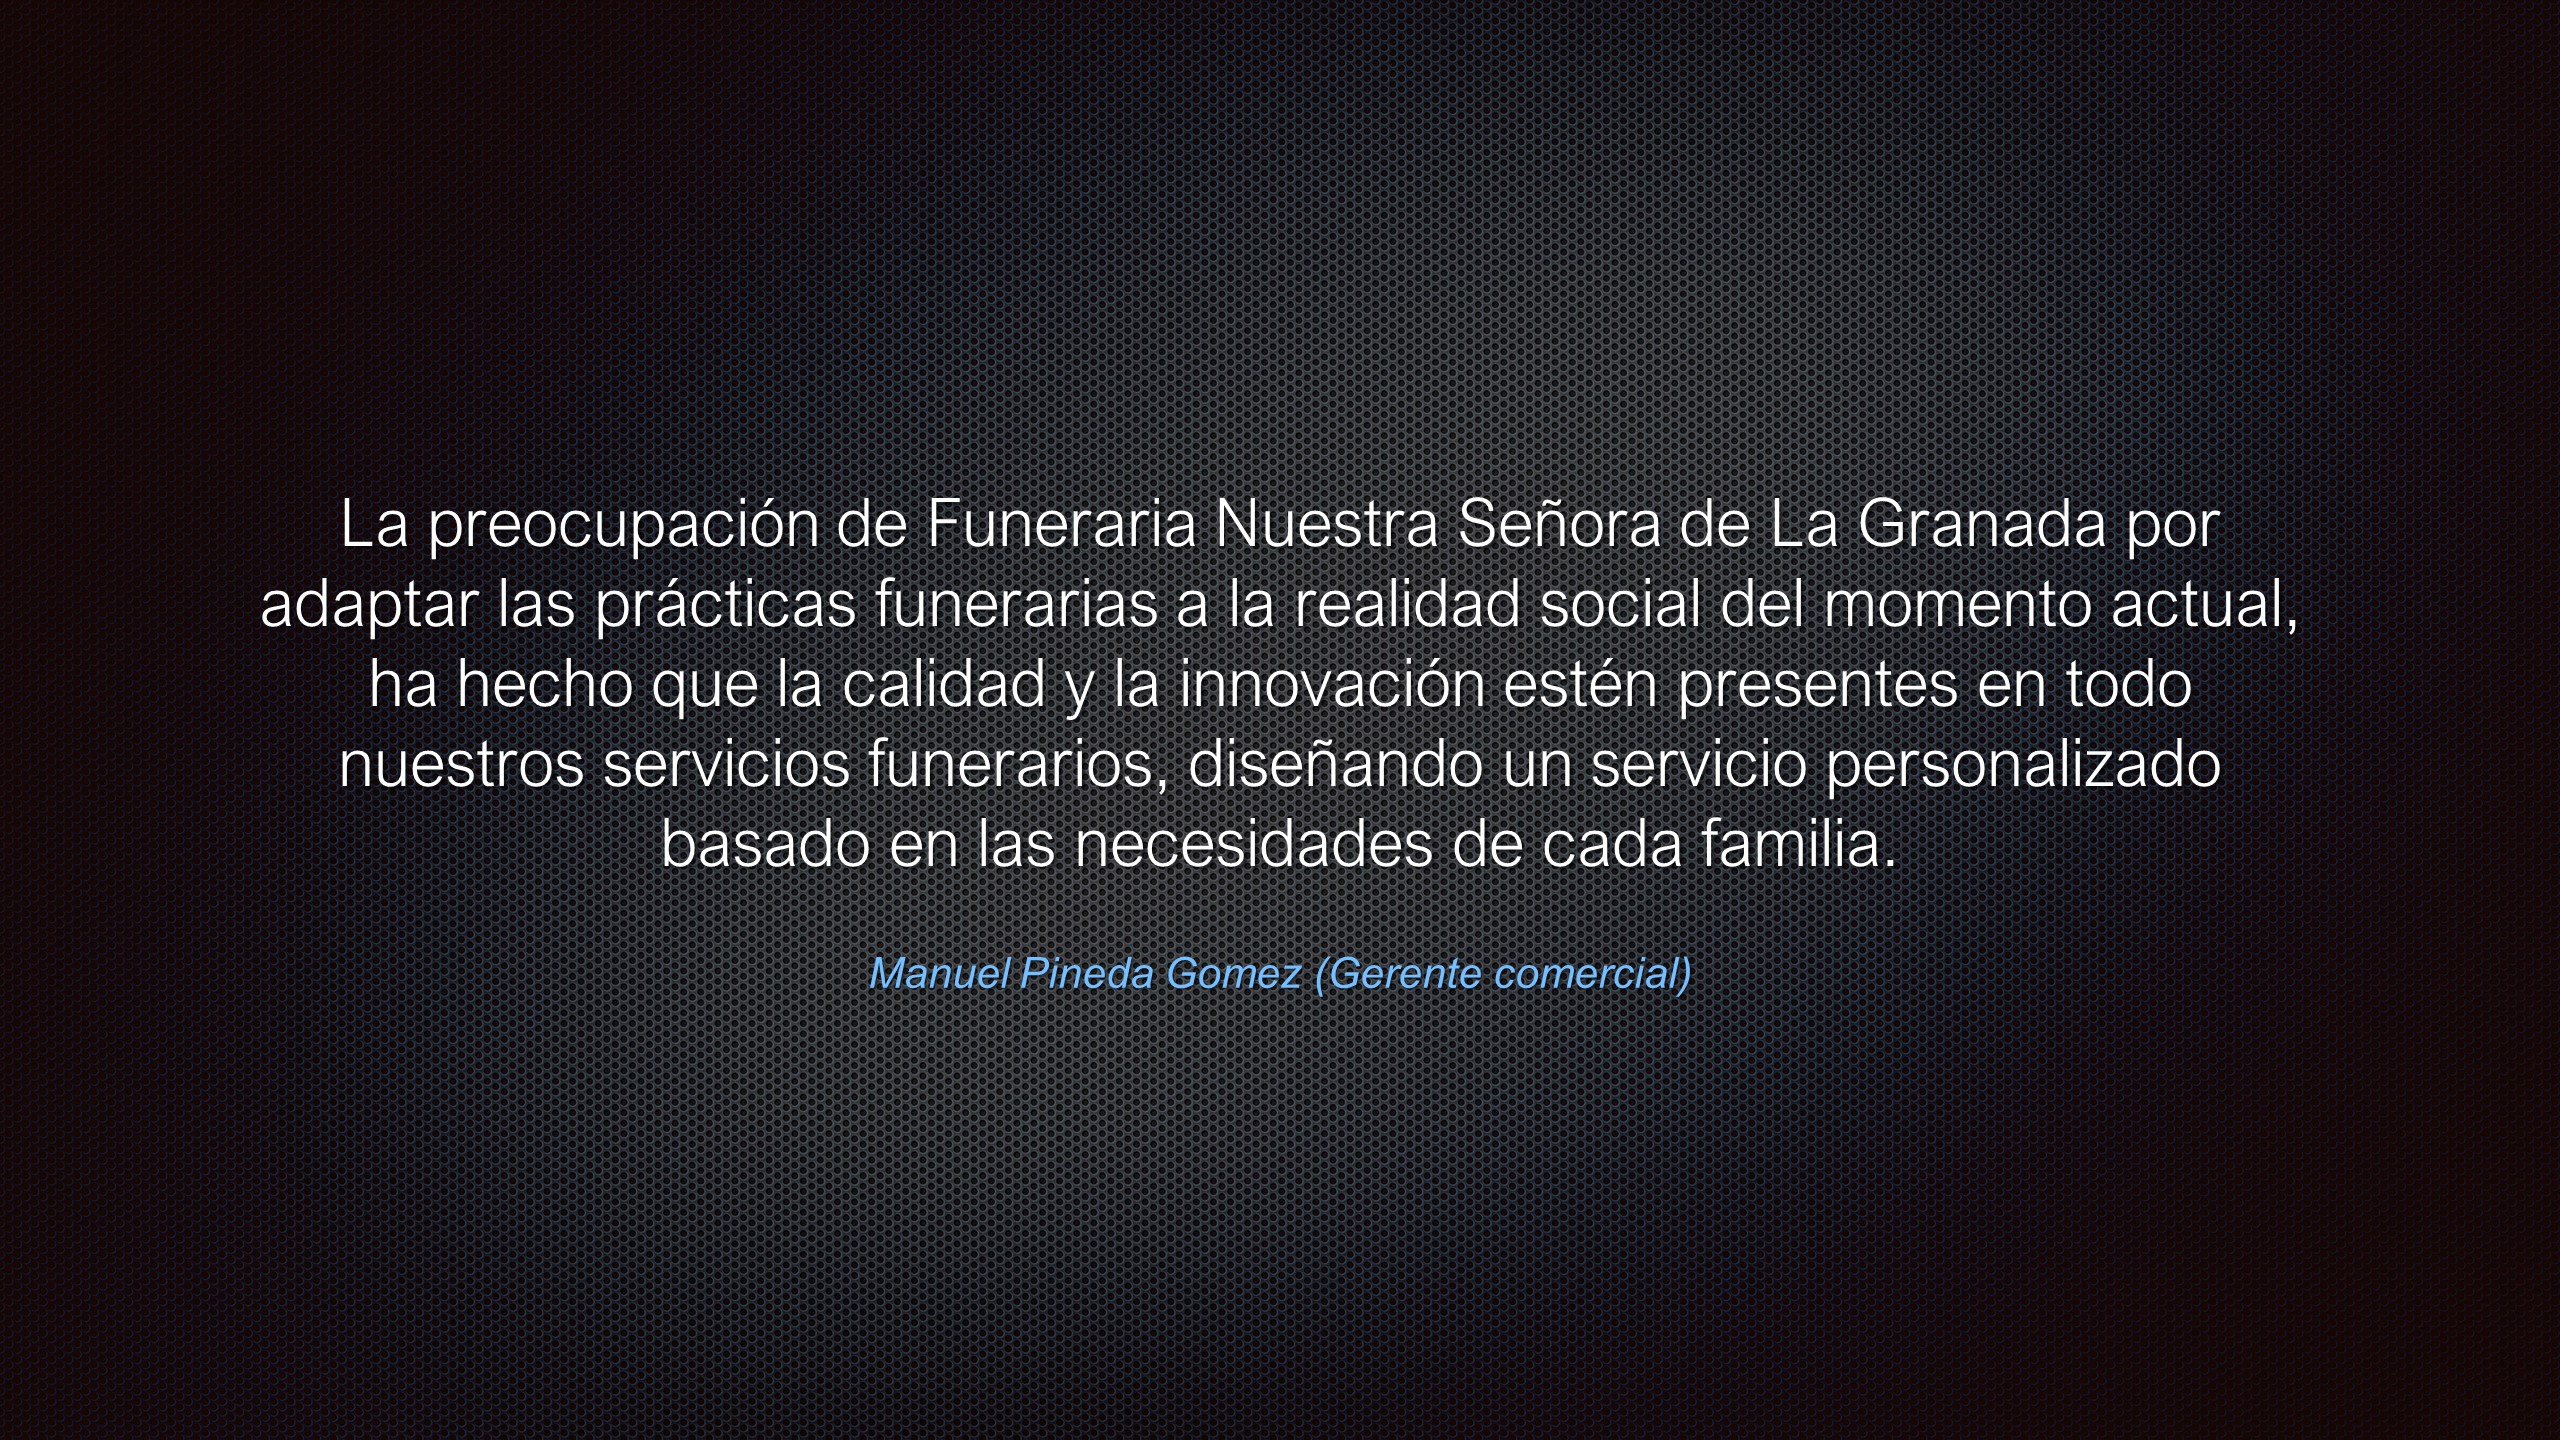 La preocupación de Funeraria Nuestra Señora de La Granada por
adaptar las prácticas funerarias a la realidad social del momento actual,
ha hecho que la calidad y la innovación estén presentes en todo
nuestros servicios funerarios, diseñando un servicio personalizado
basado en las necesidades de cada familia.
Manuel Pineda Gomez (Gerente comercial)